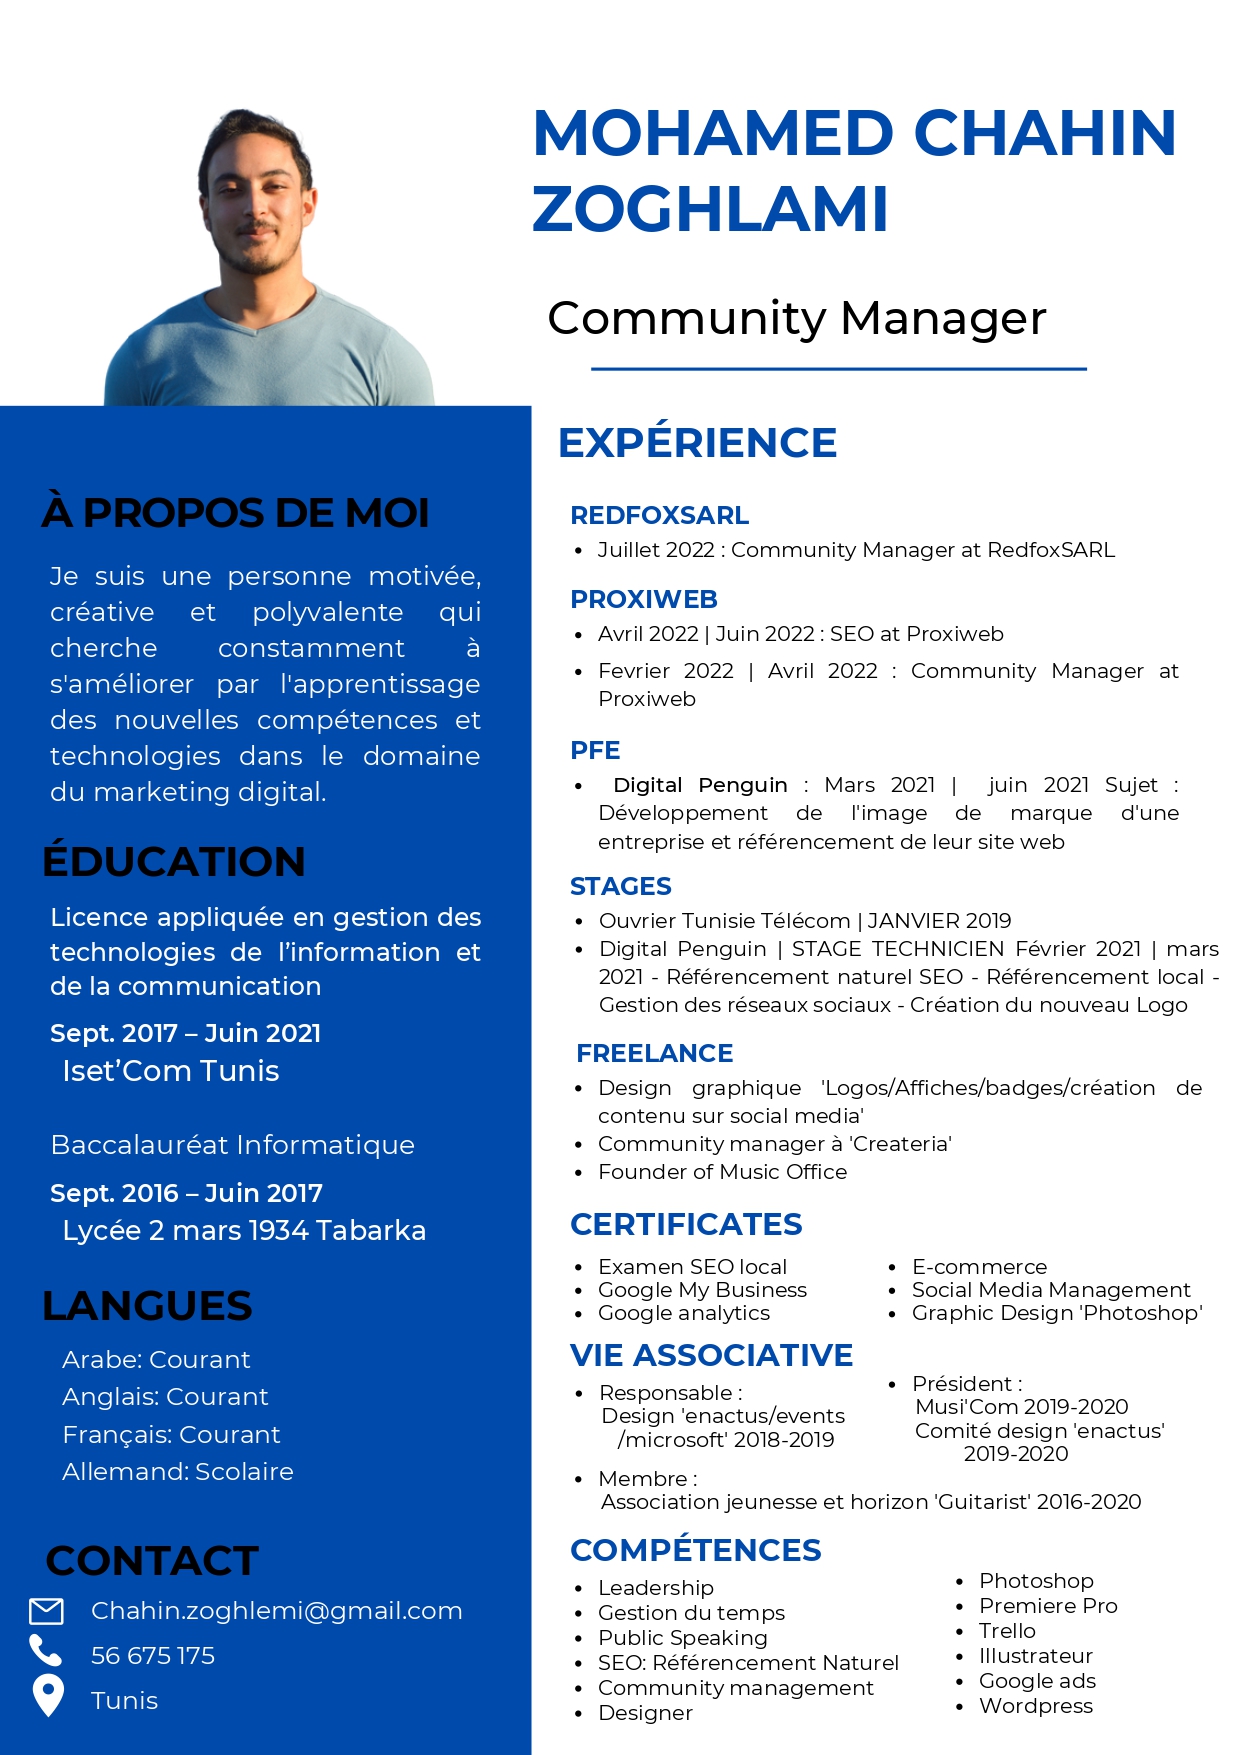 MOHAMED CHAHIN
ZOGHLAMI
Community Manager
À PROPOS DE MOI
Je suis une personne motivée,
créative et polyvalente qui
cherche constamment à
s'améliorer par l'apprentissage
des nouvelles compétences et
technologies dans le domaine
du marketing digital.
ÉDUCATION
Licence appliquée en gestion des
technologies de l’information et
de la communication
Sept. 2017 – Juin 2021
Iset’Com Tunis
Baccalauréat Informatique
Sept. 2016 – Juin 2017
Lycée 2 mars 1934 Tabarka
LANGUES
Arabe: Courant
Anglais: Courant
Français: Courant
Allemand: Scolaire
CONTACT
Chahin.zoghlemi@gmail.com
56 675 175
Tunis
EXPÉRIENCE
REDFOXSARL
• Juillet 2022 : Community Manager at RedfoxSARL
PROXIWEB
• Avril 2022 | Juin 2022 : SEO at Proxiweb
• Fevrier 2022 | Avril 2022 : Community Manager at
Proxiweb
PFE
• Digital Penguin : Mars 2021 | juin 2021 Sujet :
Développement de l'image de marque d'une
entreprise et référencement de leur site web
STAGES
• Ouvrier Tunisie Télécom | JANVIER 2019
• Digital Penguin | STAGE TECHNICIEN Février 2021 | mars
2021 - Référencement naturel SEO - Référencement local -
Gestion des réseaux sociaux - Création du nouveau Logo
FREELANCE
• Design graphique 'Logos/Affiches/badges/création de
contenu sur social media'
• Community manager à 'Createria'
• Founder of Music Office
CERTIFICATES
• Examen SEO local
• Google My Business
• Google analytics
• E-commerce
• Social Media Management
• Graphic Design 'Photoshop'
VIE ASSOCIATIVE
• Responsable :
Design 'enactus/events
/microsoft' 2018-2019
• Président :
Musi'Com 2019-2020
Comité design 'enactus'
2019-2020
• Membre :
Association jeunesse et horizon 'Guitarist' 2016-2020
COMPÉTENCES
• Leadership
• Gestion du temps
• Public Speaking
• SEO: Référencement Naturel
• Community management
• Designer
• Photoshop
• Premiere Pro
• Trello
• Illustrateur
• Google ads
• Wordpress